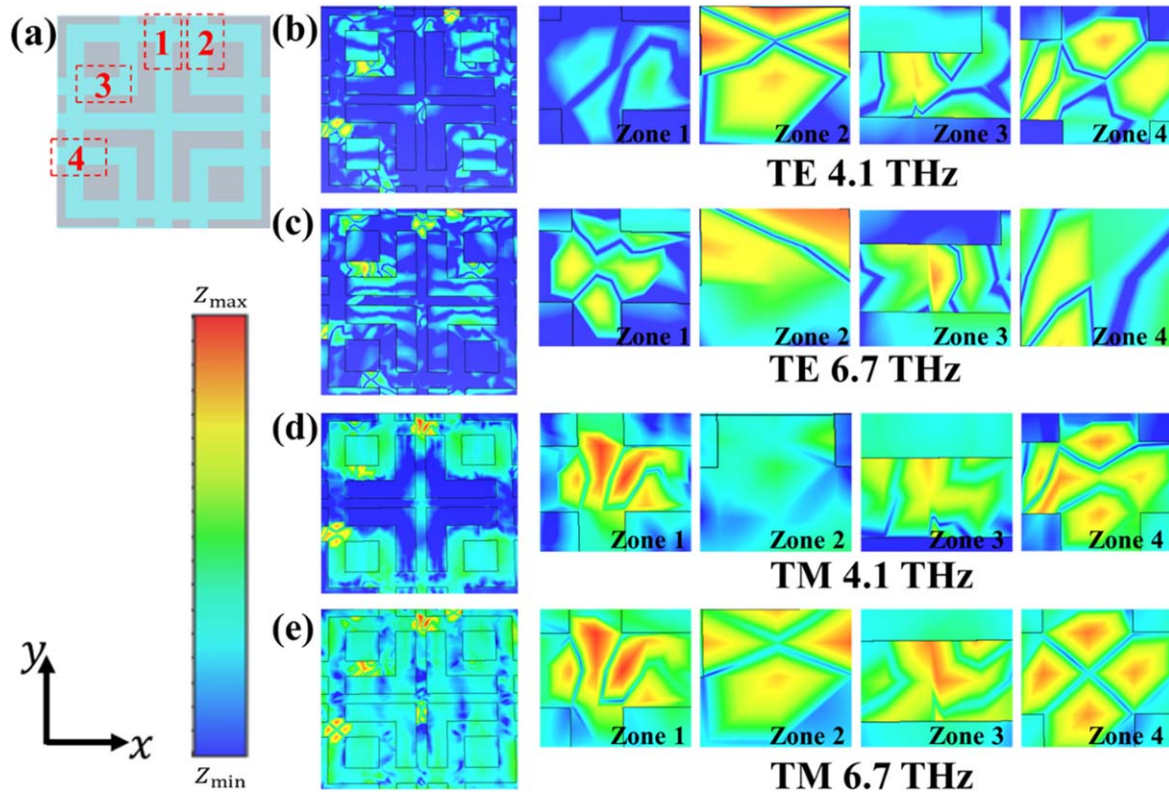 (a)
1 2
3
4
(b)
Zone 1 Zone 2 Zone 3 Zone 4
TE 4.1 THz
(c)
Zone 1 Zone 2 Zone 3 Zone 4
TE 6.7 THz
z_max
(d)
Zone 1 Zone 2 Zone 3 Zone 4
TM 4.1 THz
(e)
Zone 1 Zone 2 Zone 3 Zone 4
TM 6.7 THz
y
x
z_min